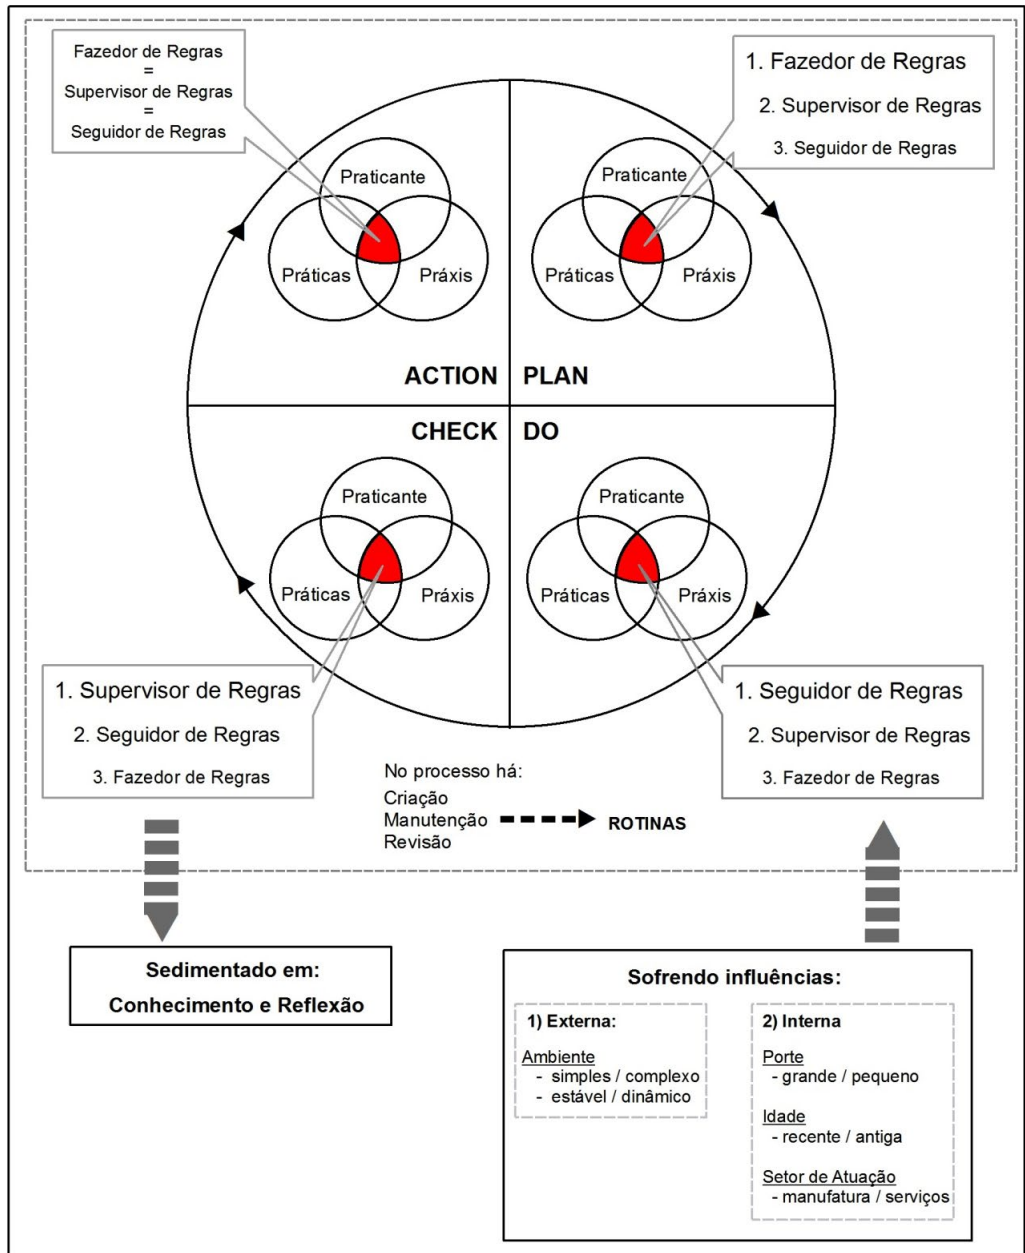 Fazedor de Regras
=
Supervisor de Regras
=
Seguidor de Regras
1. Fazedor de Regras
2. Supervisor de Regras
3. Seguidor de Regras
Praticante
Práticas
Práxis
Praticante
Práticas
Práxis
ACTION
PLAN
CHECK
DO
Praticante
Práticas
Práxis
Praticante
Práticas
Práxis
1. Supervisor de Regras
2. Seguidor de Regras
3. Fazedor de Regras
1. Seguidor de Regras
2. Supervisor de Regras
3. Fazedor de Regras
No processo há:
Criação
Manutenção
Revisão
ROTINAS
Sedimentado em:
Conhecimento e Reflexão
Sofrendo influências:
1) Externa:
Ambiente
- simples / complexo
- estável / dinâmico
2) Interna
Porte
- grande / pequeno
Idade
- recente / antiga
Setor de Atuação
- manufatura / serviços